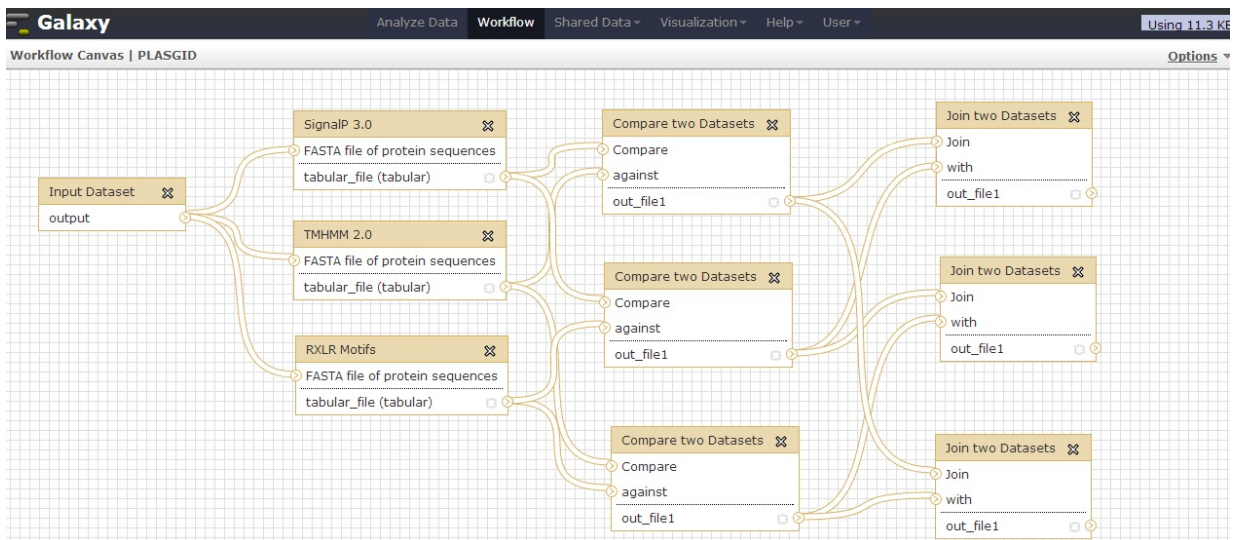 Galaxy
Analyze Data Workflow Shared Data Visualization Help User
Using 11.3 KB
Workflow Canvas | PLASGID
Options
Input Dataset
output
SignalP 3.0
FASTA file of protein sequences
tabular_file (tabular)
TMHMM 2.0
FASTA file of protein sequences
tabular_file (tabular)
RXLR Motifs
FASTA file of protein sequences
tabular_file (tabular)
Compare two Datasets
Compare
against
out_file1
Compare two Datasets
Compare
against
out_file1
Compare two Datasets
Compare
against
out_file1
Join two Datasets
Join
with
out_file1
Join two Datasets
Join
with
out_file1
Join two Datasets
Join
with
out_file1